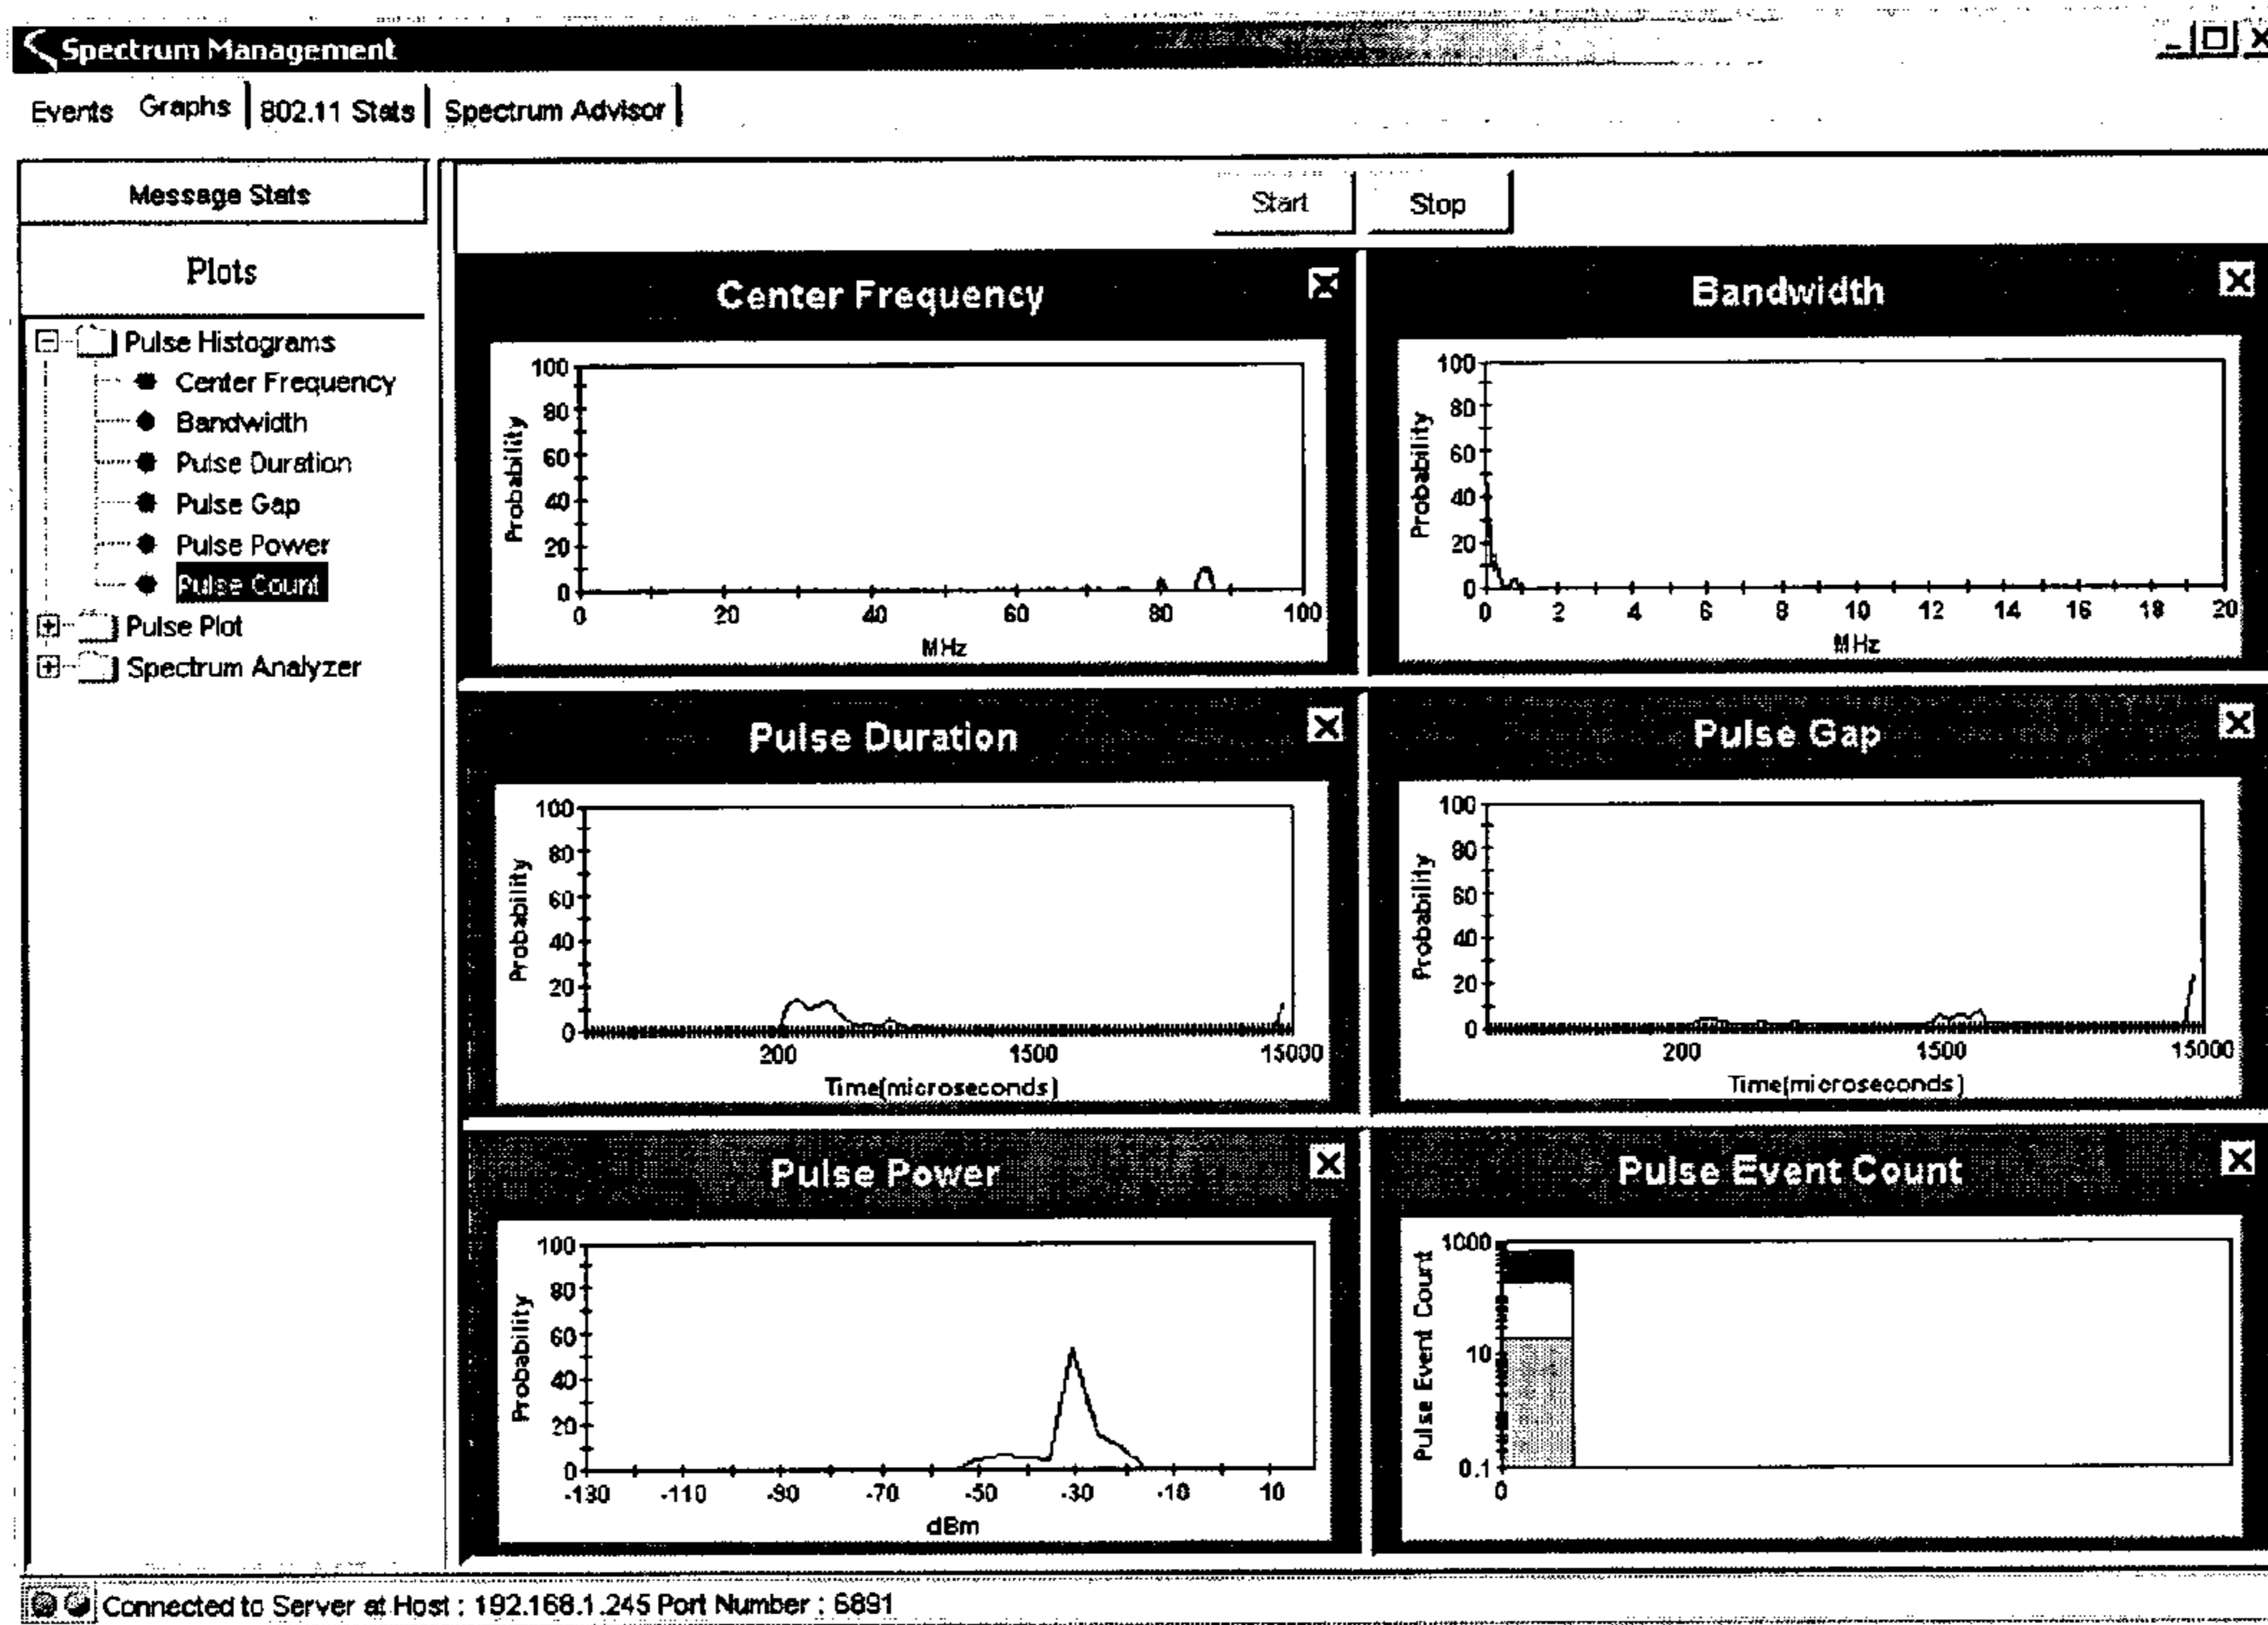 Spectrum Management
Events Graphs 802.11 Stats Spectrum Advisor
Message Stats
Start Stop
Plots
Pulse Histograms
Center Frequency
Bandwidth
Pulse Duration
Pulse Gap
Pulse Power
Pulse Count
Pulse Plot
Spectrum Analyzer
Center Frequency
Probability
100
80
60
40
20
0
0 20 40 60 80 100
MHz
Bandwidth
Probability
100
80
60
40
20
0
0 2 4 6 8 10 12 14 16 18 20
MHz
Pulse Duration
Probability
100
80
60
40
20
0
200 1500 15000
Time(microseconds)
Pulse Gap
Probability
100
80
60
40
20
0
200 1500 15000
Time(microseconds)
Pulse Power
Probability
100
80
60
40
20
0
-130 -110 -90 -70 -50 -30 -10 10
dBm
Pulse Event Count
Pulse Event Count
1000
10
0.1
0
Connected to Server at Host : 192.168.1.245 Port Number : 6891